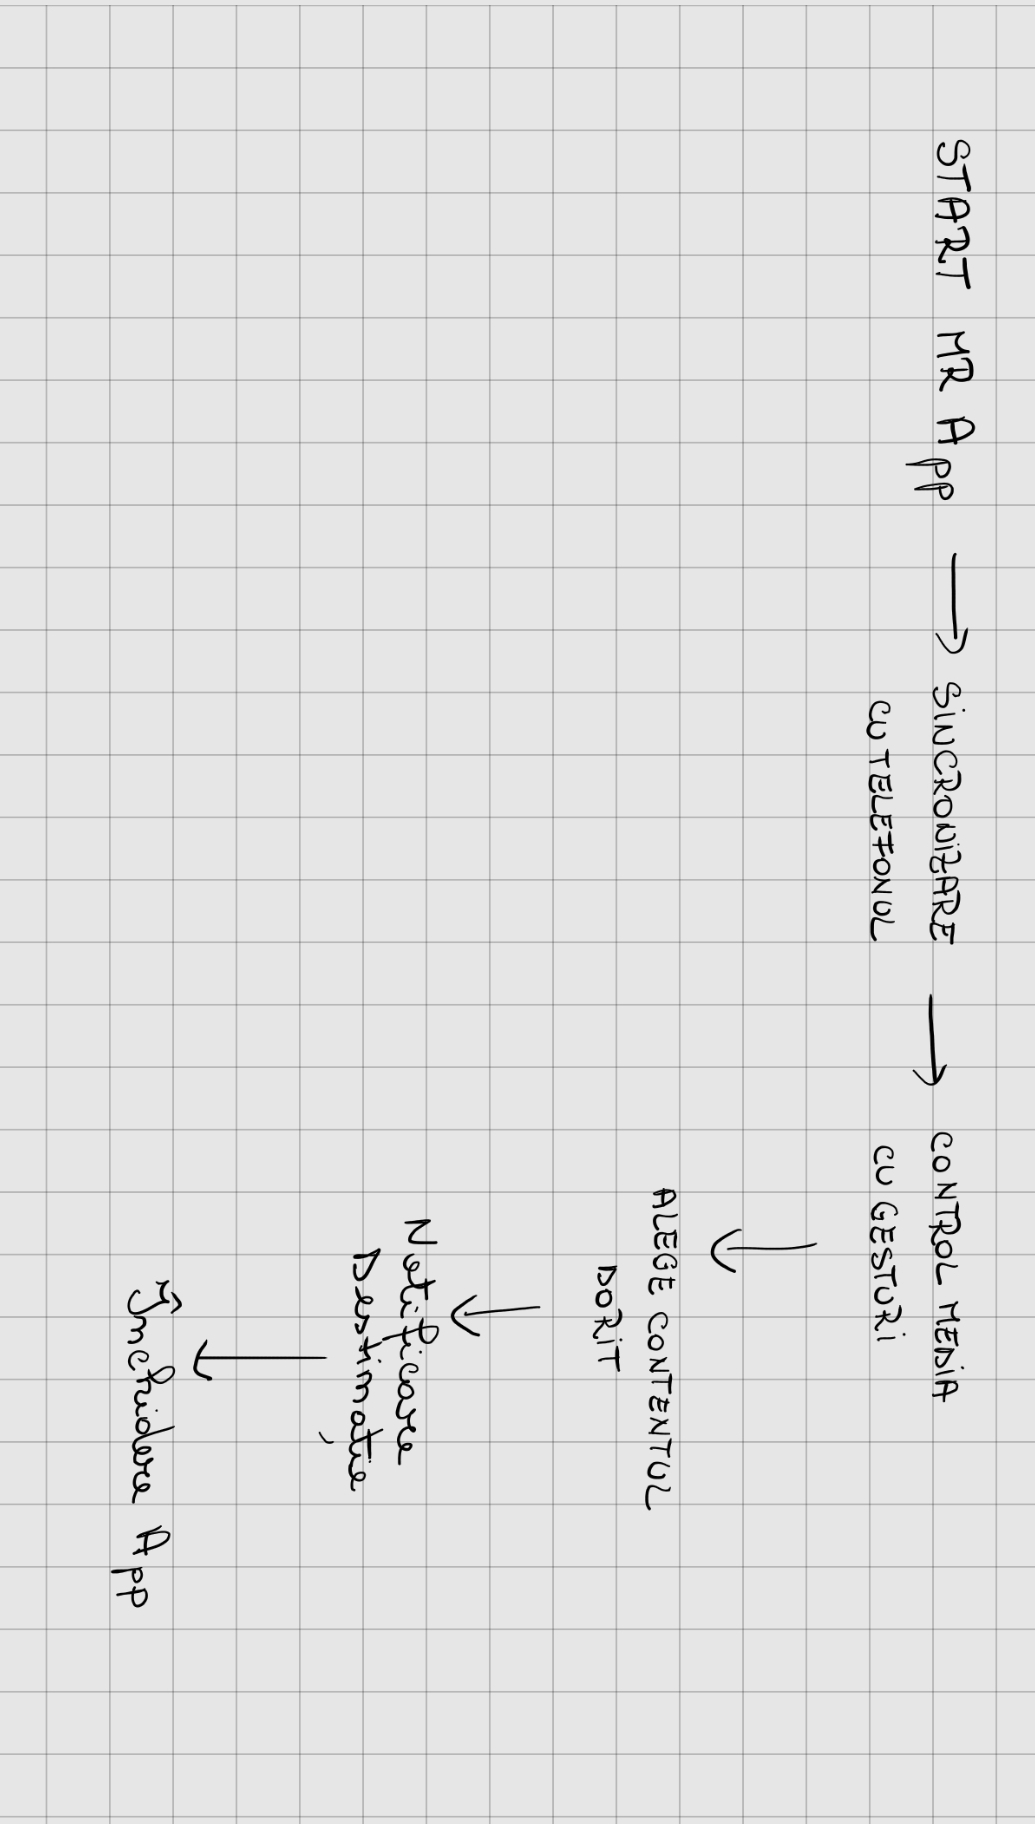 START MR App
SINCRONIZARE
CU TELEFONUL
CONTROL MEDIA
CU GESTURI
ALEGE CONTENTUL
DORIT
Notificare
Destinație
Închidere App